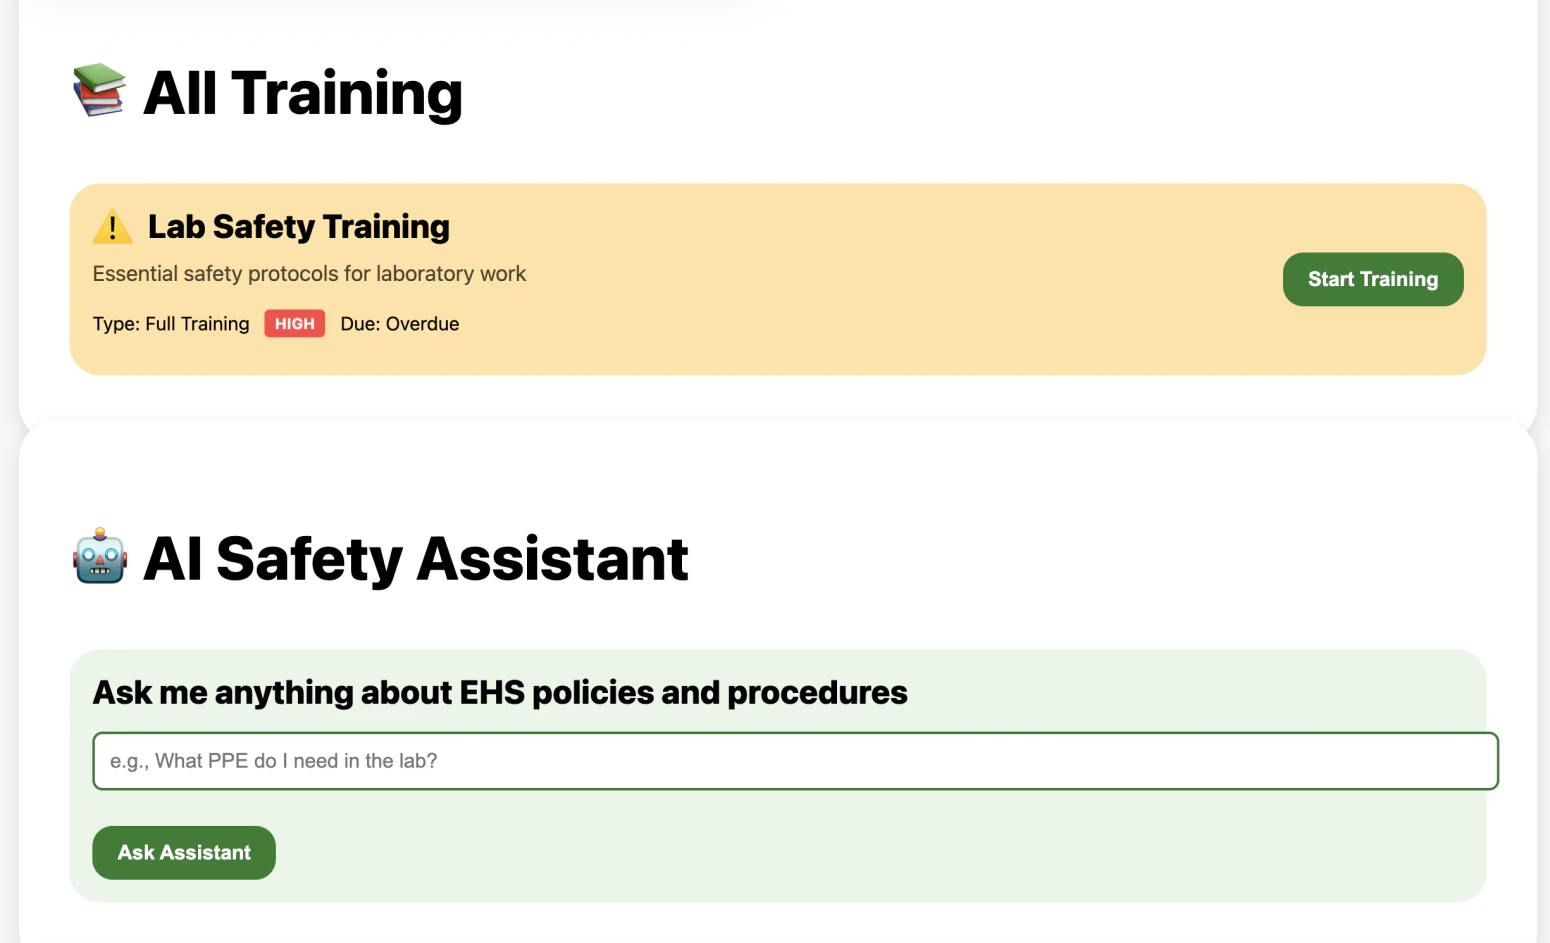 All Training
Lab Safety Training
Essential safety protocols for laboratory work
Start Training
Type: Full Training HIGH Due: Overdue
AI Safety Assistant
Ask me anything about EHS policies and procedures
e.g., What PPE do I need in the lab?
Ask Assistant